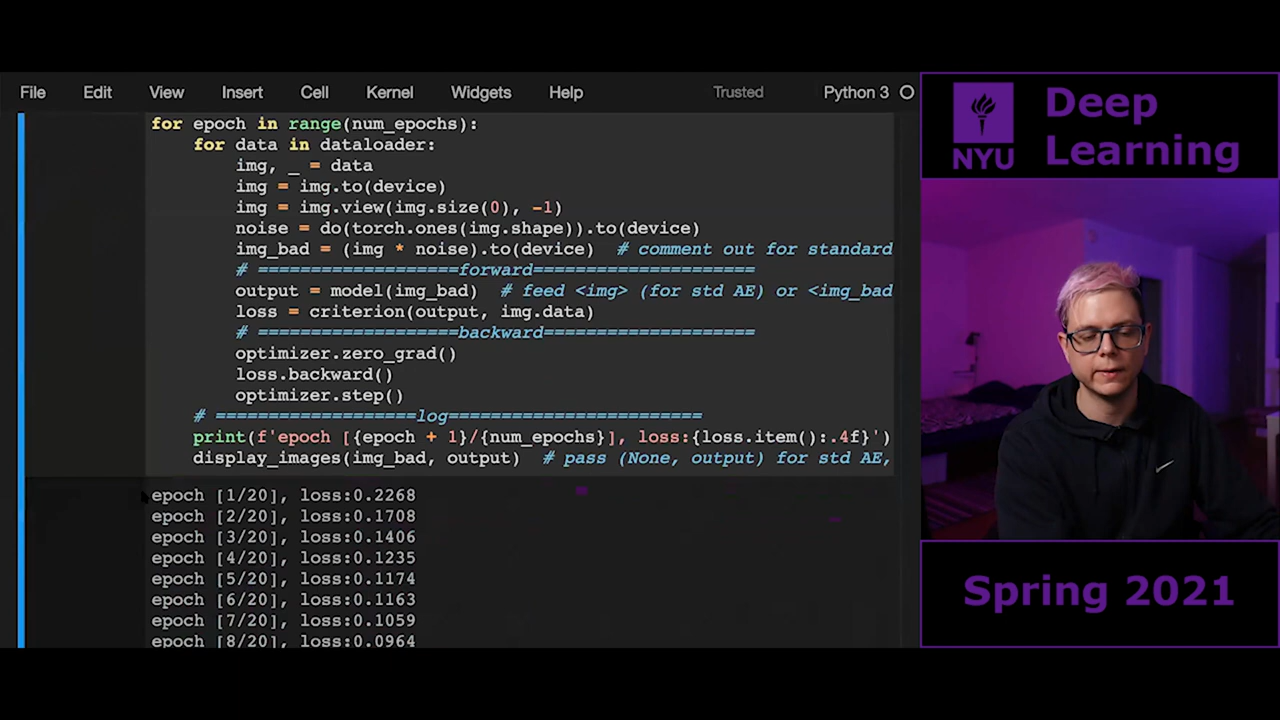 File Edit View Insert Cell Kernel Widgets Help Trusted Python 3
for epoch in range(num_epochs):
    for data in dataloader:
        img, _ = data
        img = img.to(device)
        img = img.view(img.size(0), -1)
        noise = do(torch.ones(img.shape)).to(device)
        img_bad = (img * noise).to(device)  # comment out for standard
        # ===================forward=====================
        output = model(img_bad)  # feed <img> (for std AE) or <img_bad
        loss = criterion(output, img.data)
        # ===================backward====================
        optimizer.zero_grad()
        loss.backward()
        optimizer.step()
    # ===================log========================
    print(f'epoch [{epoch + 1}/{num_epochs}], loss:{loss.item():.4f}')
    display_images(img_bad, output)  # pass (None, output) for std AE,
epoch [1/20], loss:0.2268
epoch [2/20], loss:0.1708
epoch [3/20], loss:0.1406
epoch [4/20], loss:0.1235
epoch [5/20], loss:0.1174
epoch [6/20], loss:0.1163
epoch [7/20], loss:0.1059
epoch [8/20], loss:0.0964
NYU
Deep
Learning
Spring 2021